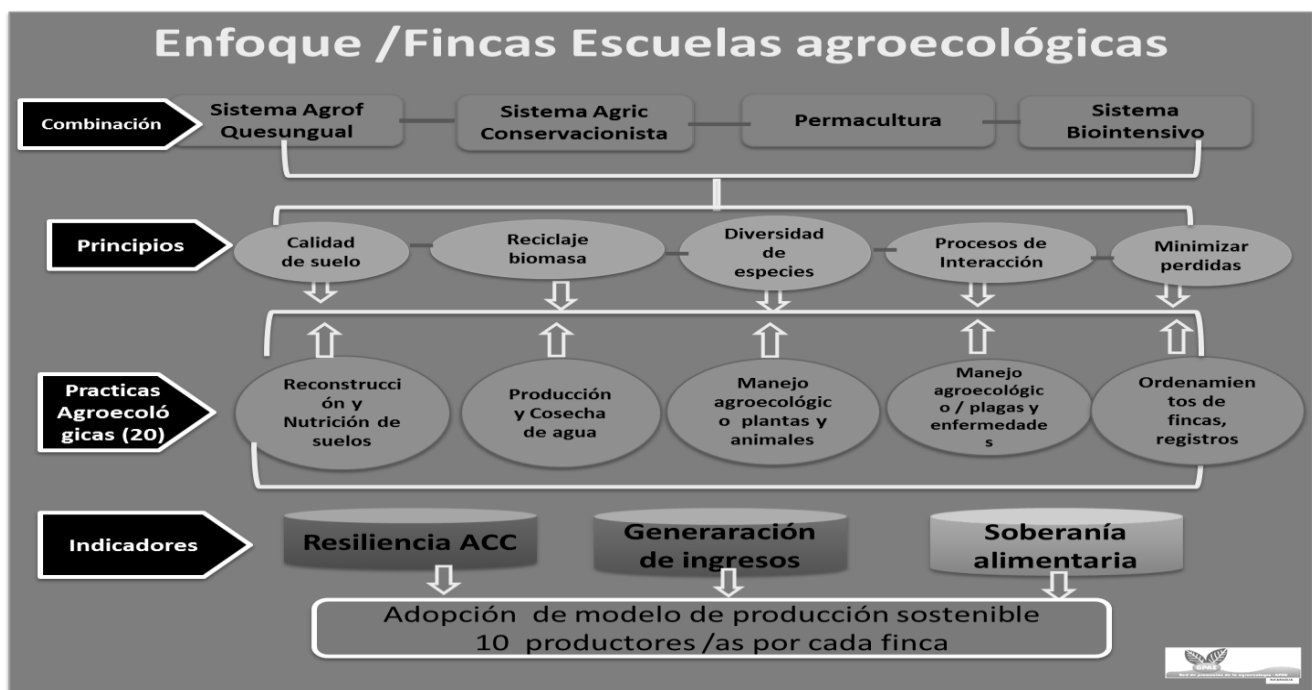 Enfoque /Fincas Escuelas agroecológicas
Combinación
Sistema Agrof
Quesungual
Sistema Agric
Conservacionista
Permacultura
Sistema
Biointensivo
Principios
Calidad
de suelo
Reciclaje
biomasa
Diversidad
de
especies
Procesos de
Interacción
Minimizar
perdidas
Practicas
Agroecoló
gicas (20)
Reconstrucci
ón y
Nutrición de
suelos
Producción
y Cosecha
de agua
Manejo
agroecológic
o plantas y
animales
Manejo
agroecológic
o / plagas y
enfermedade
s
Ordenamien
tos de
fincas,
registros
Indicadores
Resiliencia ACC
Generaración
de ingresos
Soberanía
alimentaria
Adopción de modelo de producción sostenible
10 productores /as por cada finca
GPAE